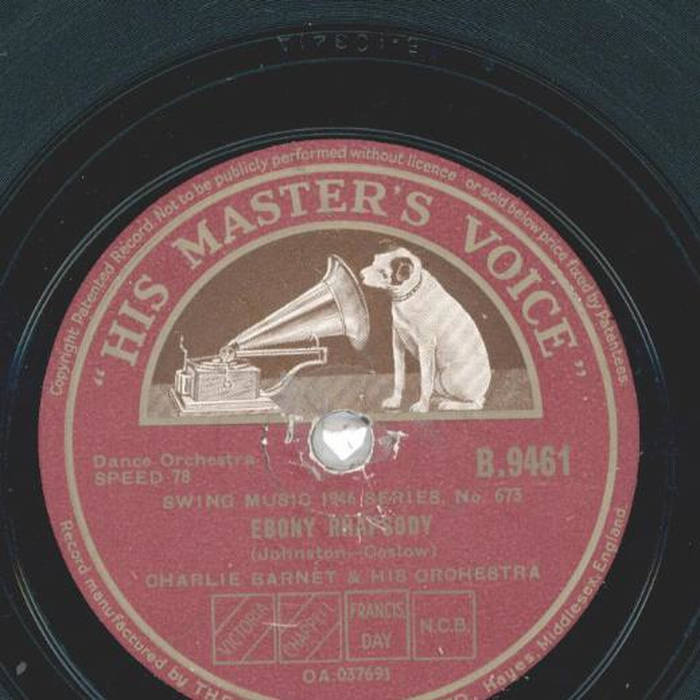 Copyright Patented Record. Not to be publicly performed without licence or sold below price fixed by Patentees.
"HIS MASTER'S VOICE"
Dance Orchestra
SPEED 78
B.9461
SWING MUSIC 1946 SERIES, No. 673
EBONY RHAPSODY
(Johnston—Coslow)
CHARLIE BARNET & HIS ORCHESTRA
VICTORIA
CHAPPELL
FRANCIS DAY
N.C.B.
OA.037691
Record manufactured by THE
Hayes, Middlesex, England.